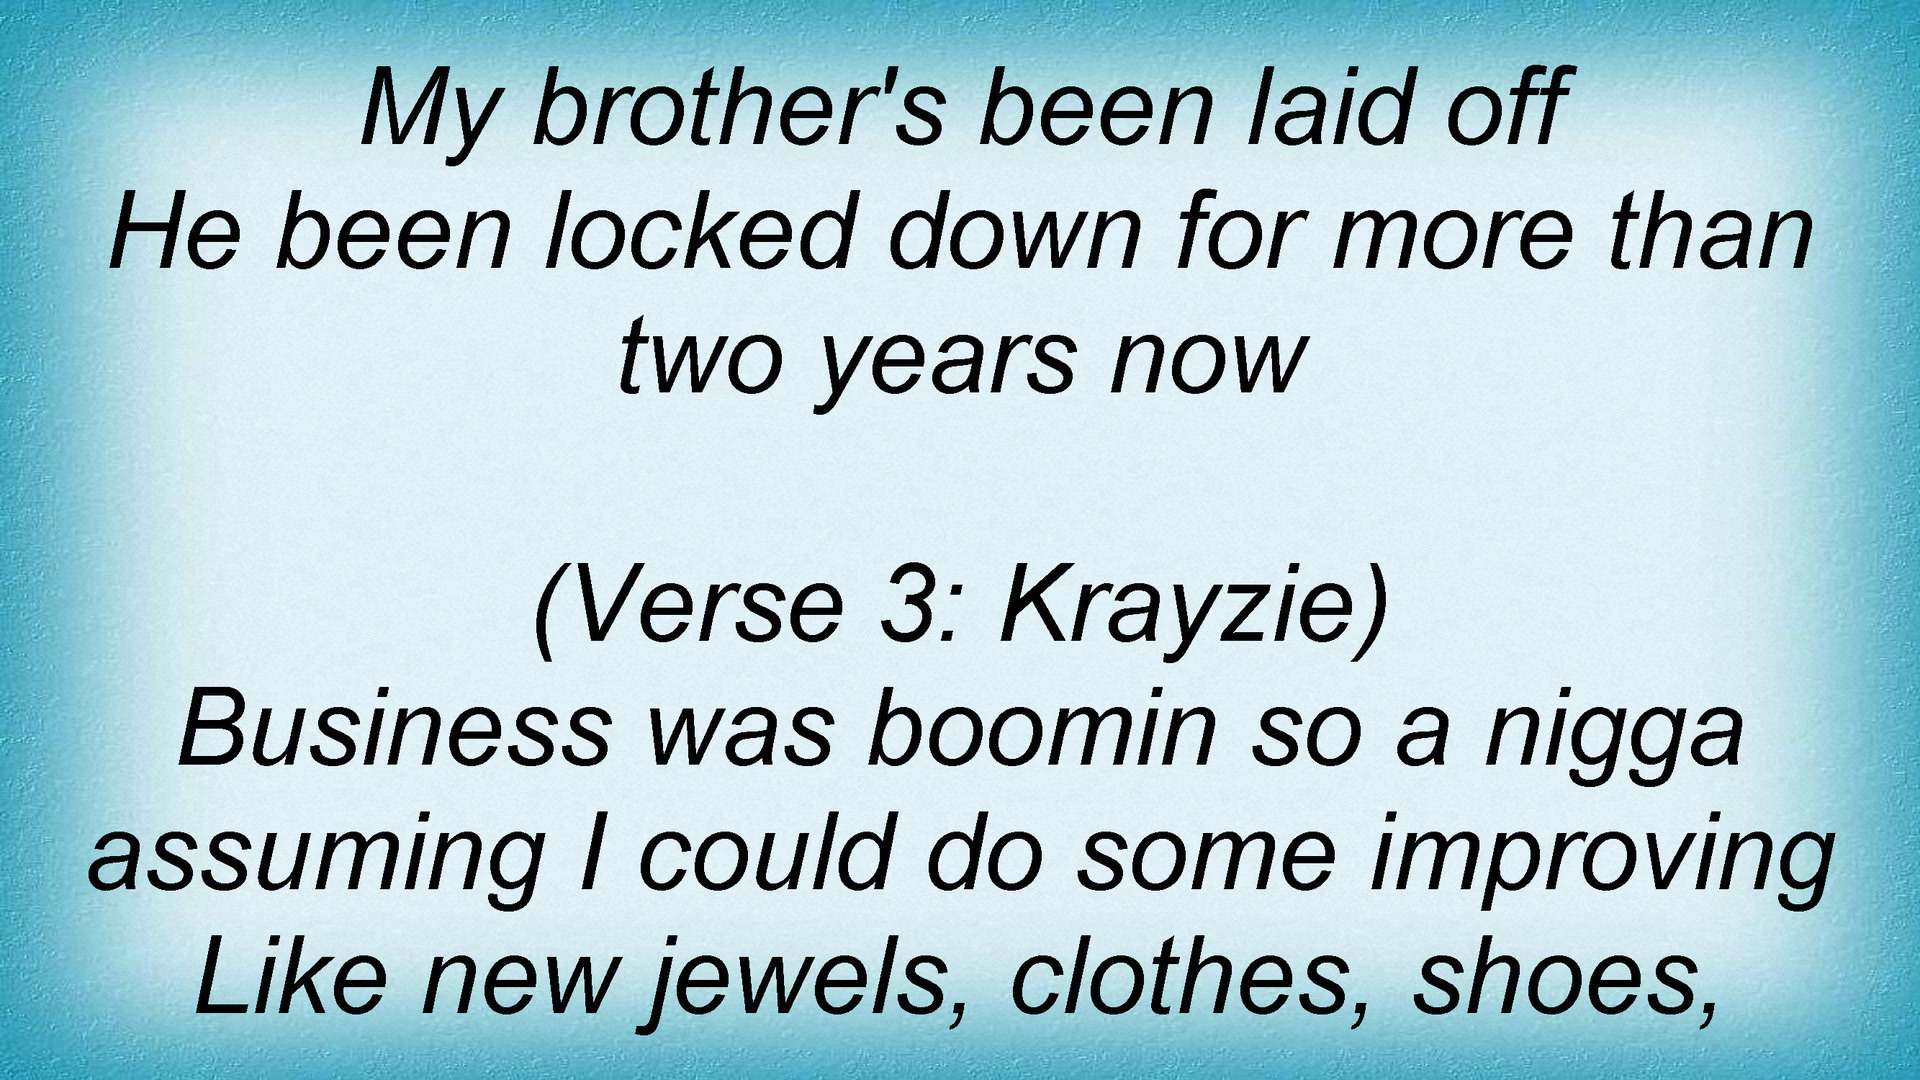 My brother's been laid off
He been locked down for more than
two years now
(Verse 3: Krayzie)
Business was boomin so a nigga
assuming I could do some improving
Like new jewels, clothes, shoes,